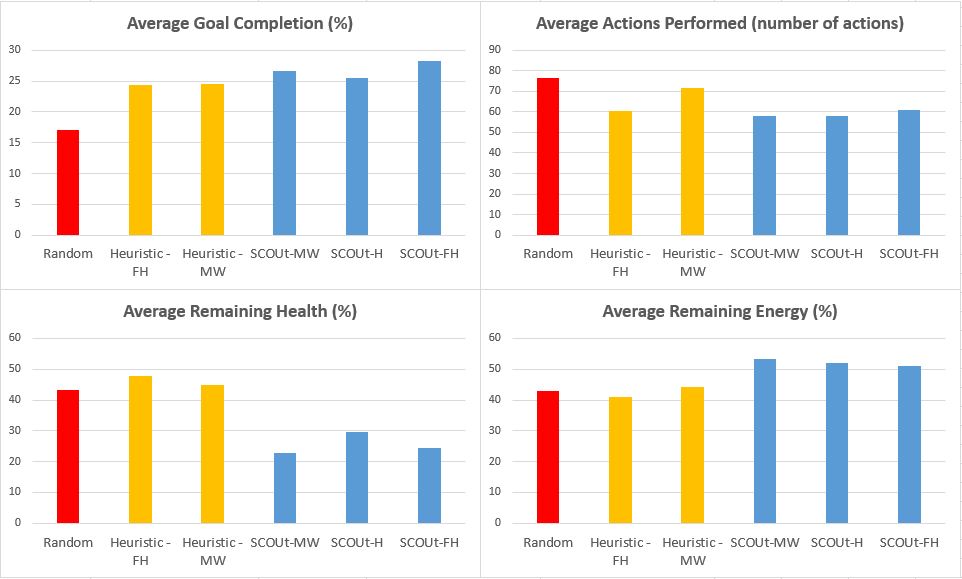 Average Goal Completion (%)
30
25
20
15
10
5
0
Random
Heuristic -
FH
Heuristic -
MW
SCOUt-MW
SCOUt-H
SCOUt-FH
Average Actions Performed (number of actions)
90
80
70
60
50
40
30
20
10
0
Random
Heuristic -
FH
Heuristic -
MW
SCOUt-MW
SCOUt-H
SCOUt-FH
Average Remaining Health (%)
60
50
40
30
20
10
0
Random
Heuristic -
FH
Heuristic -
MW
SCOUt-MW
SCOUt-H
SCOUt-FH
Average Remaining Energy (%)
60
50
40
30
20
10
0
Random
Heuristic -
FH
Heuristic -
MW
SCOUt-MW
SCOUt-H
SCOUt-FH